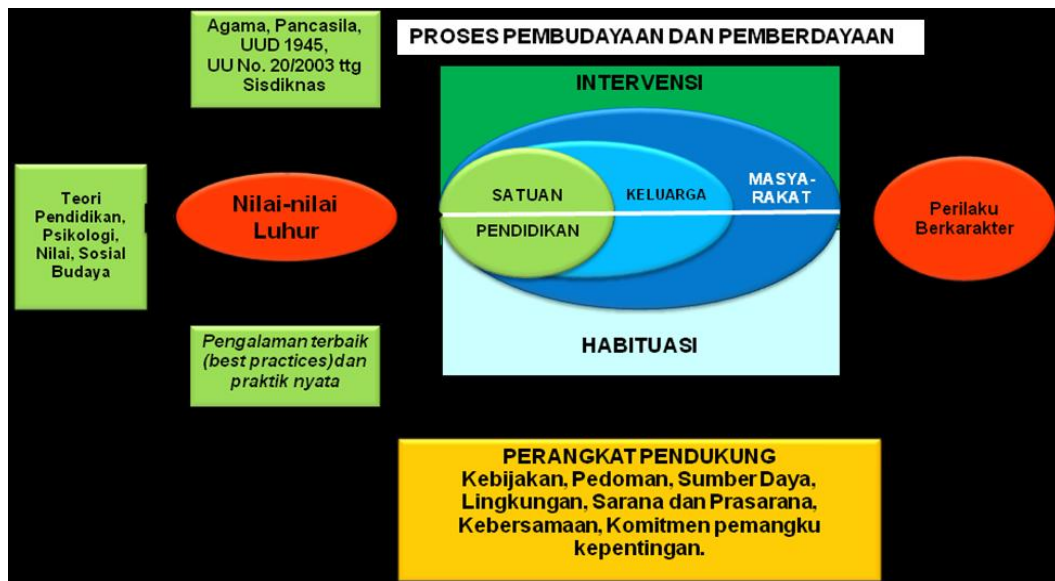 Agama, Pancasila,
UUD 1945,
UU No. 20/2003 ttg
Sisdiknas
PROSES PEMBUDAYAAN DAN PEMBERDAYAAN
INTERVENSI
Teori
Pendidikan,
Psikologi,
Nilai, Sosial
Budaya
Nilai-nilai
Luhur
SATUAN
PENDIDIKAN
KELUARGA
MASYA-
RAKAT
Perilaku
Berkarakter
Pengalaman terbaik
(best practices)dan
praktik nyata
HABITUASI
PERANGKAT PENDUKUNG
Kebijakan, Pedoman, Sumber Daya,
Lingkungan, Sarana dan Prasarana,
Kebersamaan, Komitmen pemangku
kepentingan.